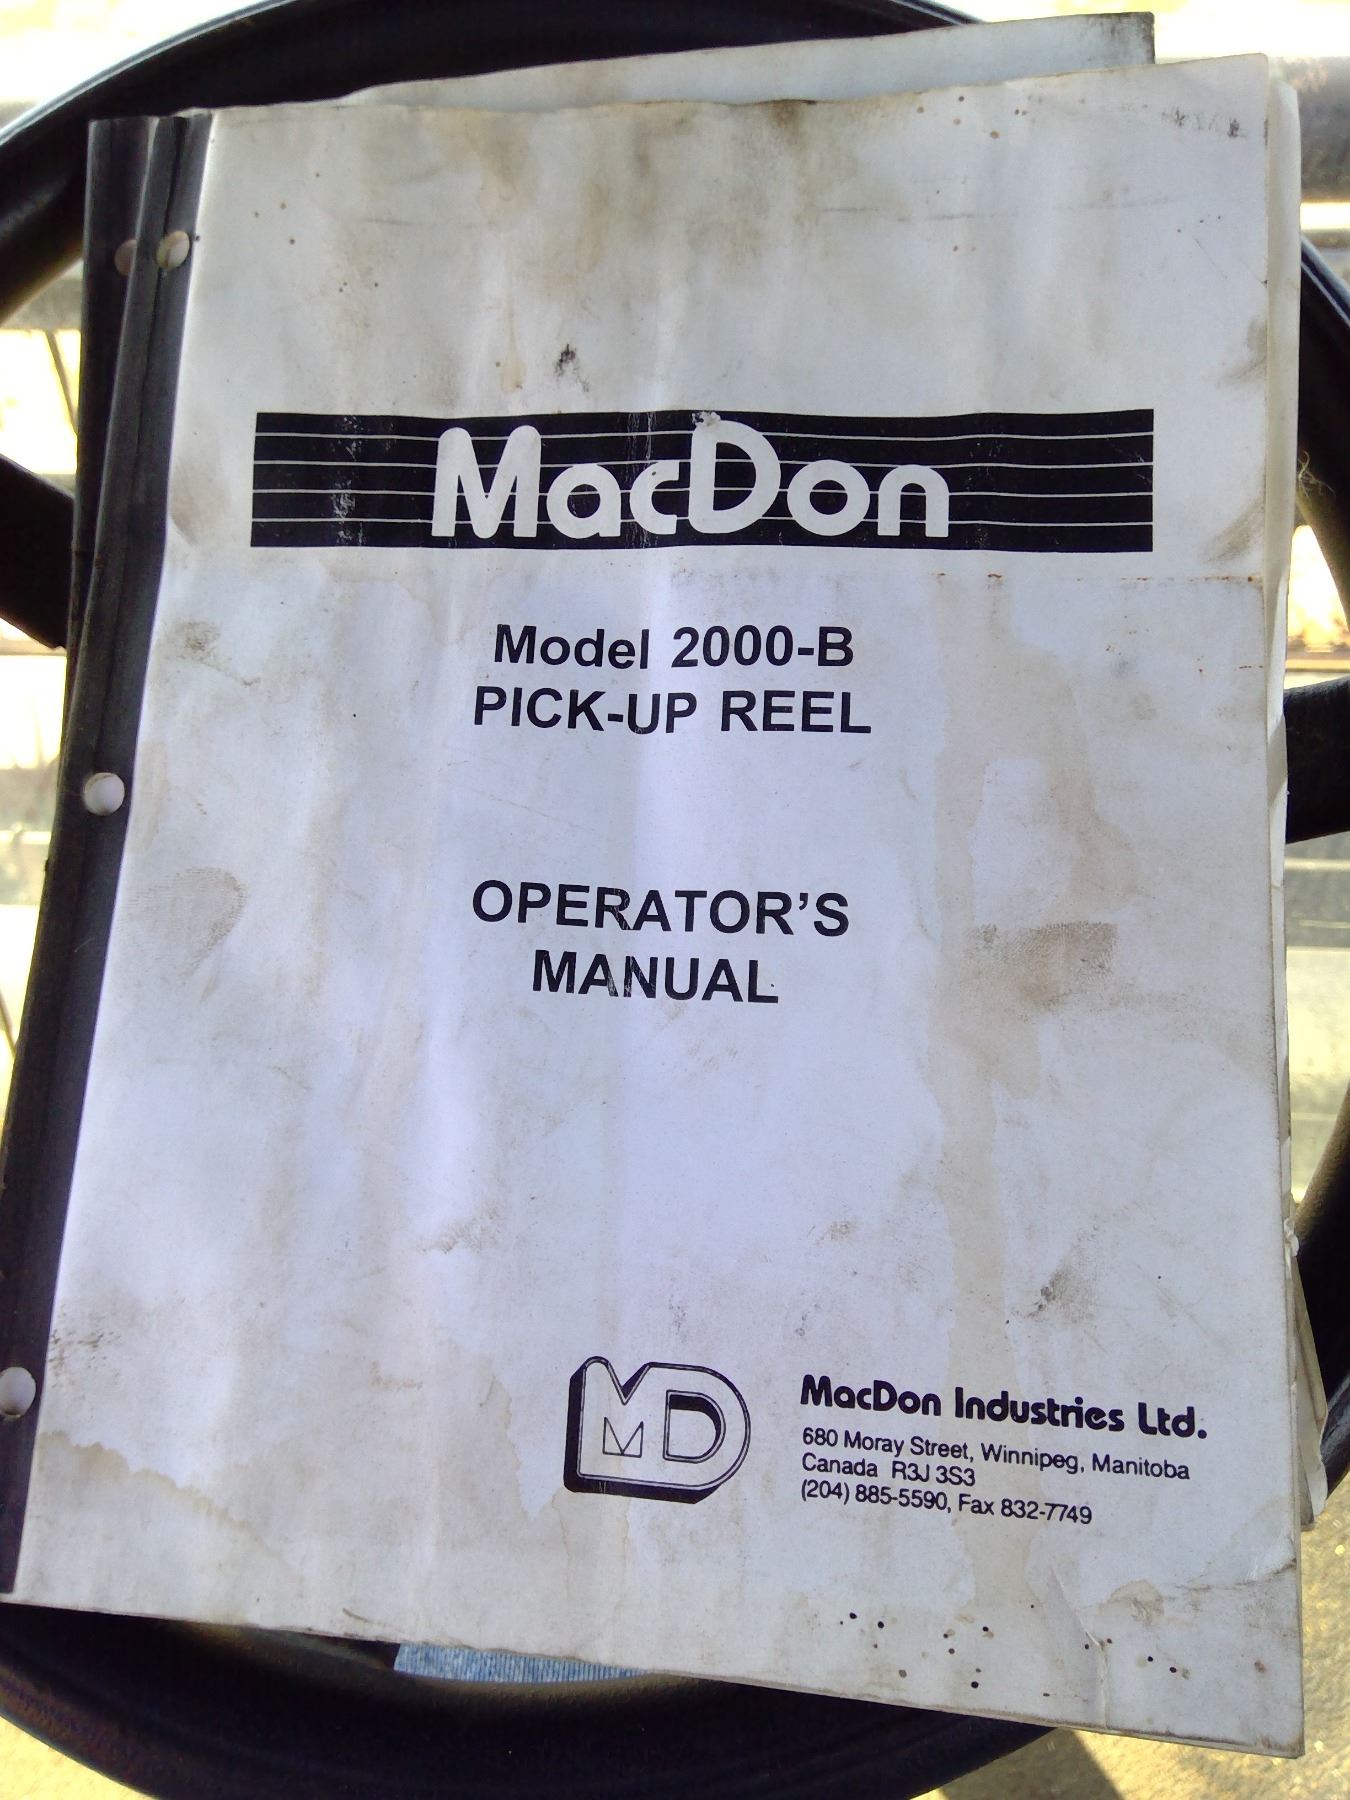 MacDon
Model 2000-B
PICK-UP REEL
OPERATOR'S
MANUAL
MD
MacDon Industries Ltd.
680 Moray Street, Winnipeg, Manitoba
Canada R3J 3S3
(204) 885-5590, Fax 832-7749